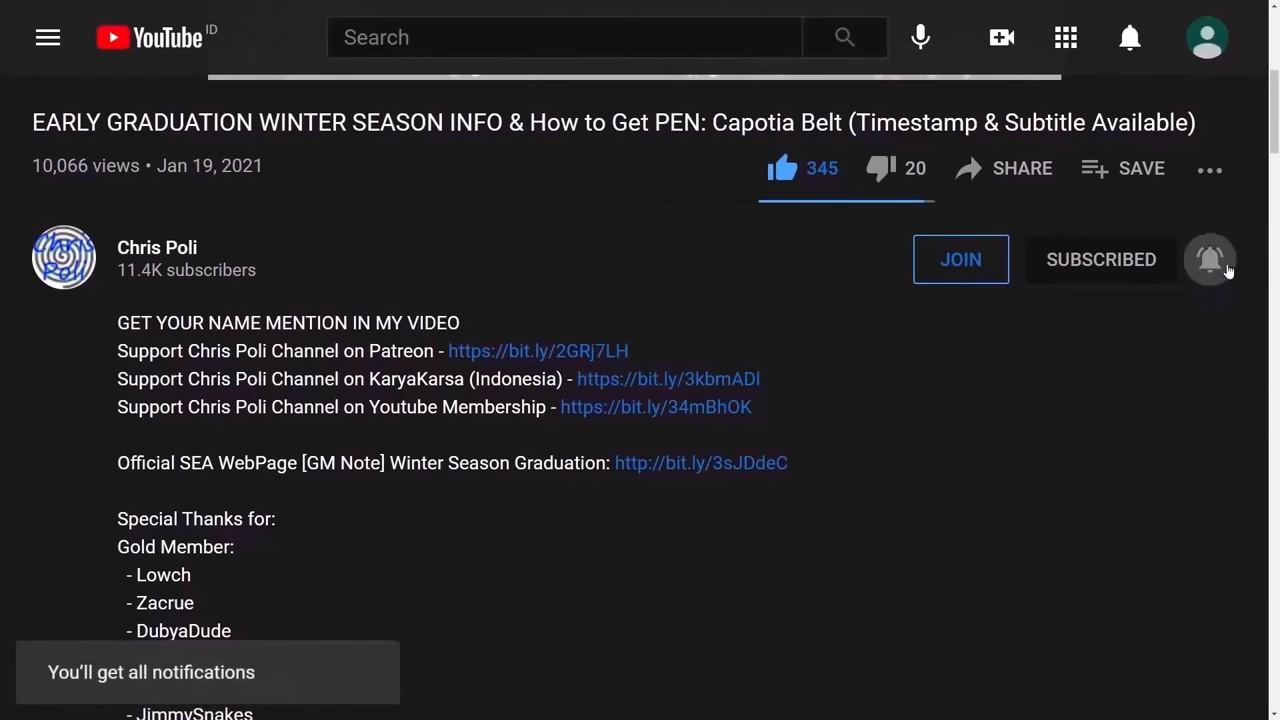 YouTube ID
Search
EARLY GRADUATION WINTER SEASON INFO & How to Get PEN: Capotia Belt (Timestamp & Subtitle Available)
10,066 views • Jan 19, 2021
345 20 SHARE SAVE
Chris Poli
Chris Poli
11.4K subscribers
JOIN SUBSCRIBED
GET YOUR NAME MENTION IN MY VIDEO
Support Chris Poli Channel on Patreon - https://bit.ly/2GRj7LH
Support Chris Poli Channel on KaryaKarsa (Indonesia) - https://bit.ly/3kbmADl
Support Chris Poli Channel on Youtube Membership - https://bit.ly/34mBhOK
Official SEA WebPage [GM Note] Winter Season Graduation: http://bit.ly/3sJDdeC
Special Thanks for:
Gold Member:
- Lowch
- Zacrue
- DubyaDude
You'll get all notifications
- JimmySnakes